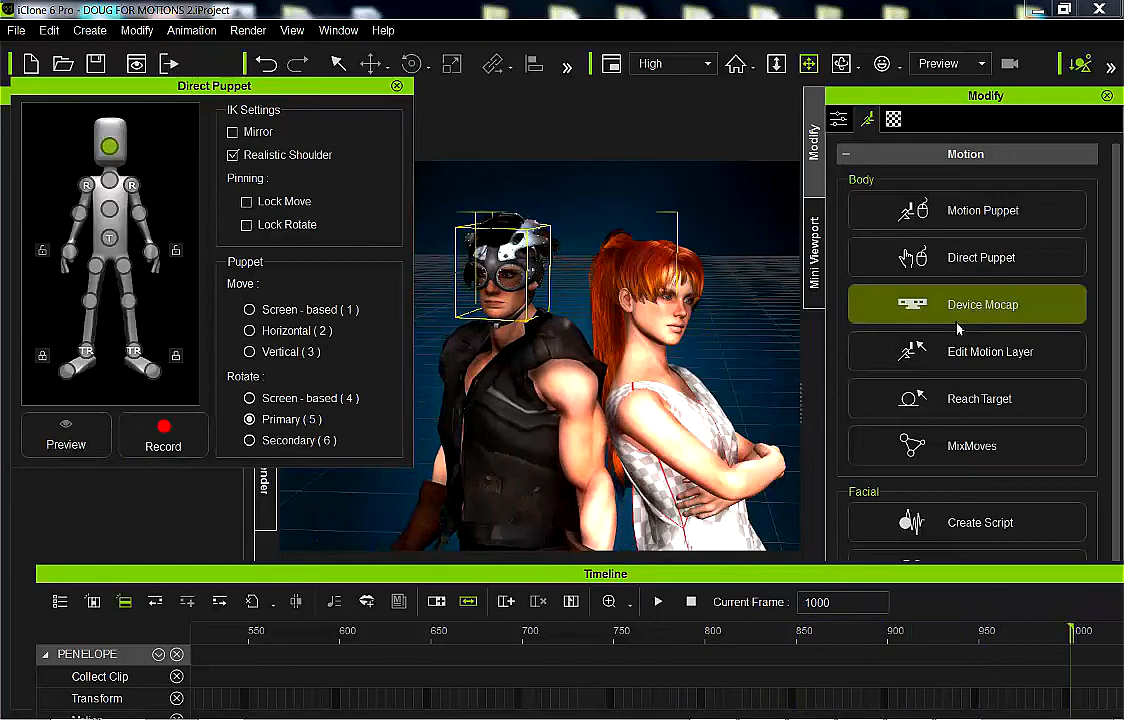 iClone 6 Pro - DOUG FOR MOTIONS 2.iProject
File Edit Create Modify Animation Render View Window Help
High
Preview
Direct Puppet
IK Settings
Mirror
Realistic Shoulder
Pinning :
Lock Move
Lock Rotate
Puppet
Move :
Screen - based ( 1 )
Horizontal ( 2 )
Vertical ( 3 )
Rotate :
Screen - based ( 4 )
Primary ( 5 )
Secondary ( 6 )
R R
T
TR TR
Preview
Record
Modify
Mini Viewport
Modify
Motion
Body
Motion Puppet
Direct Puppet
Device Mocap
Edit Motion Layer
Reach Target
MixMoves
Facial
Create Script
Timeline
Current Frame : 1000
550 600 650 700 750 800 850 900 950
PENELOPE
Collect Clip
Transform